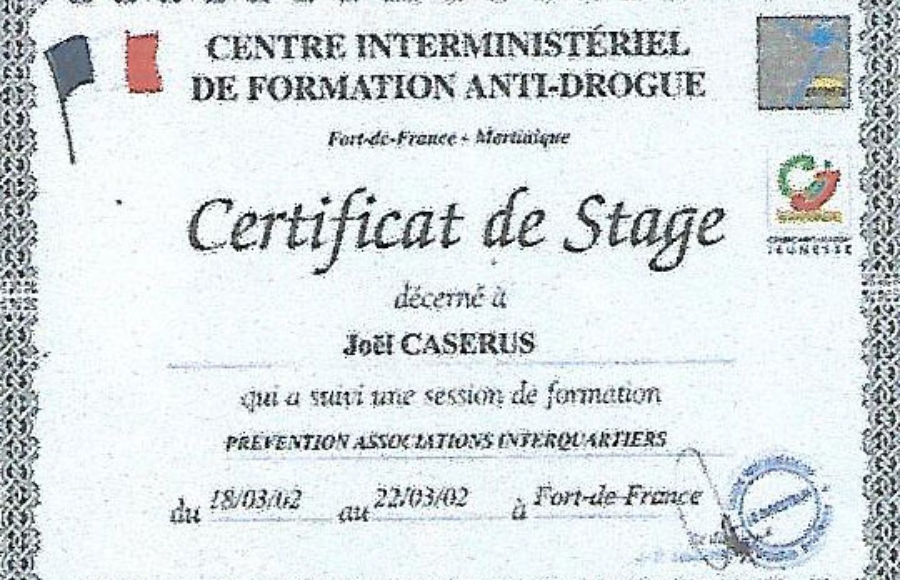 CENTRE INTERMINISTÉRIEL
DE FORMATION ANTI-DROGUE
Fort-de-France - Martinique
Certificat de Stage
décerné à
Joël CASERUS
qui a suivi une session de formation
PREVENTION ASSOCIATIONS INTERQUARTIERS
du 18/03/02 au 22/03/02 à Fort-de-France
JEUNESSE